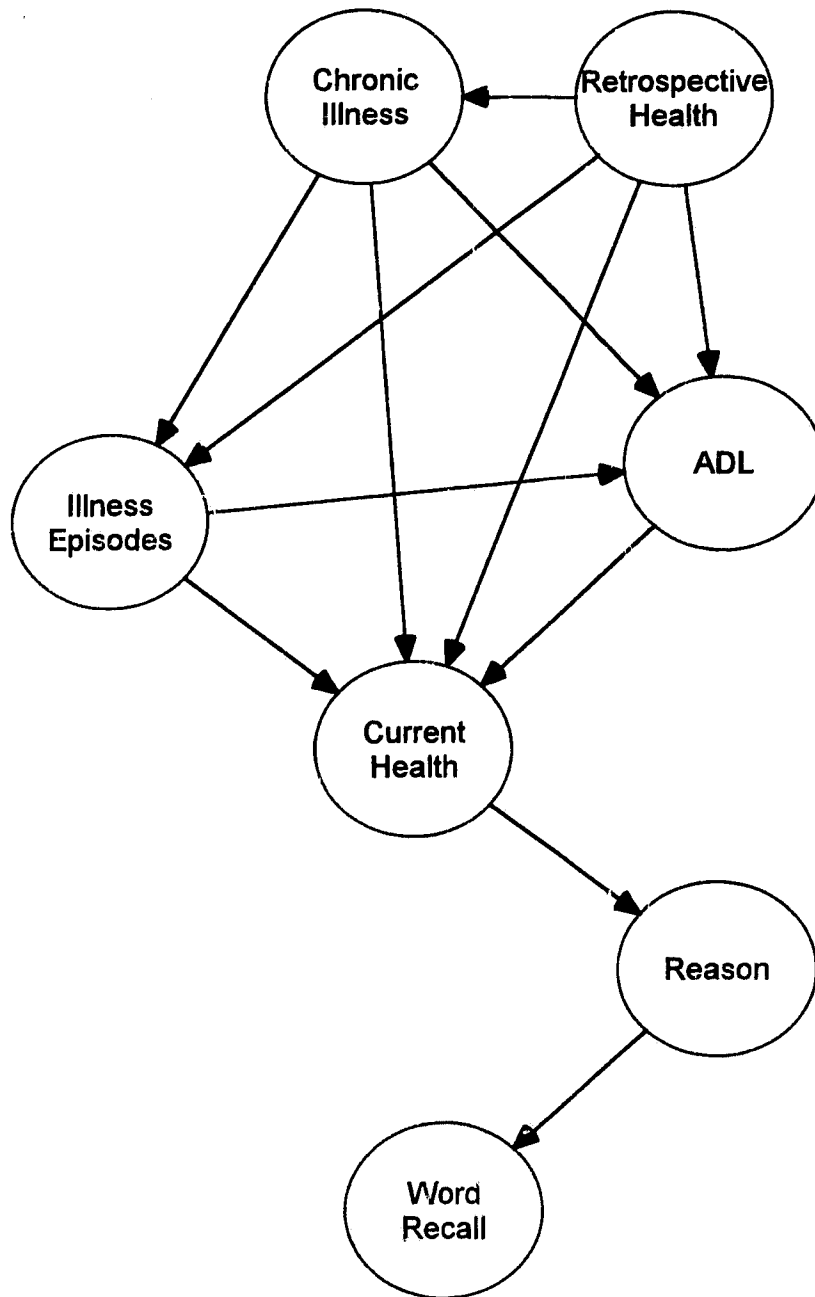 Chronic
Illness
Retrospective
Health
ADL
Illness
Episodes
Current
Health
Reason
Word
Recall